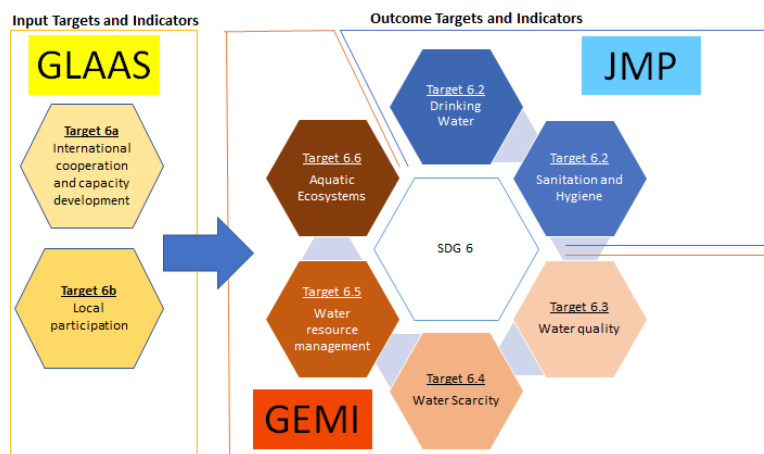 Input Targets and Indicators
GLAAS
Target 6a
International
cooperation
and capacity
development
Target 6b
Local
participation
Outcome Targets and Indicators
JMP
Target 6.2
Drinking
Water
Target 6.2
Sanitation and
Hygiene
Target 6.6
Aquatic
Ecosystems
SDG 6
Target 6.5
Water
resource
management
Target 6.3
Water quality
Target 6.4
Water Scarcity
GEMI